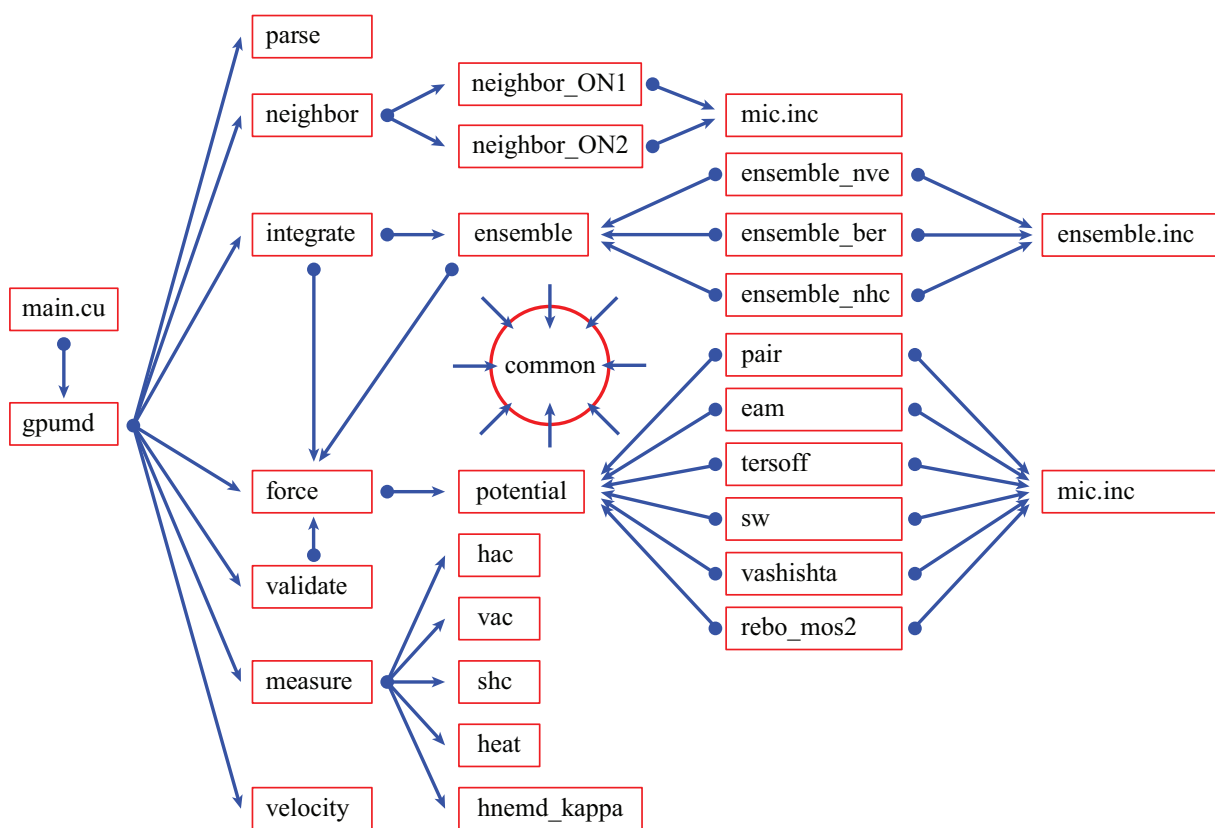 parse
neighbor
neighbor_ON1
neighbor_ON2
mic.inc
integrate
ensemble
ensemble_nve
ensemble_ber
ensemble_nhc
ensemble.inc
main.cu
gpumd
common
force
potential
pair
eam
tersoff
sw
vashishta
rebo_mos2
mic.inc
validate
measure
hac
vac
shc
heat
hnemd_kappa
velocity